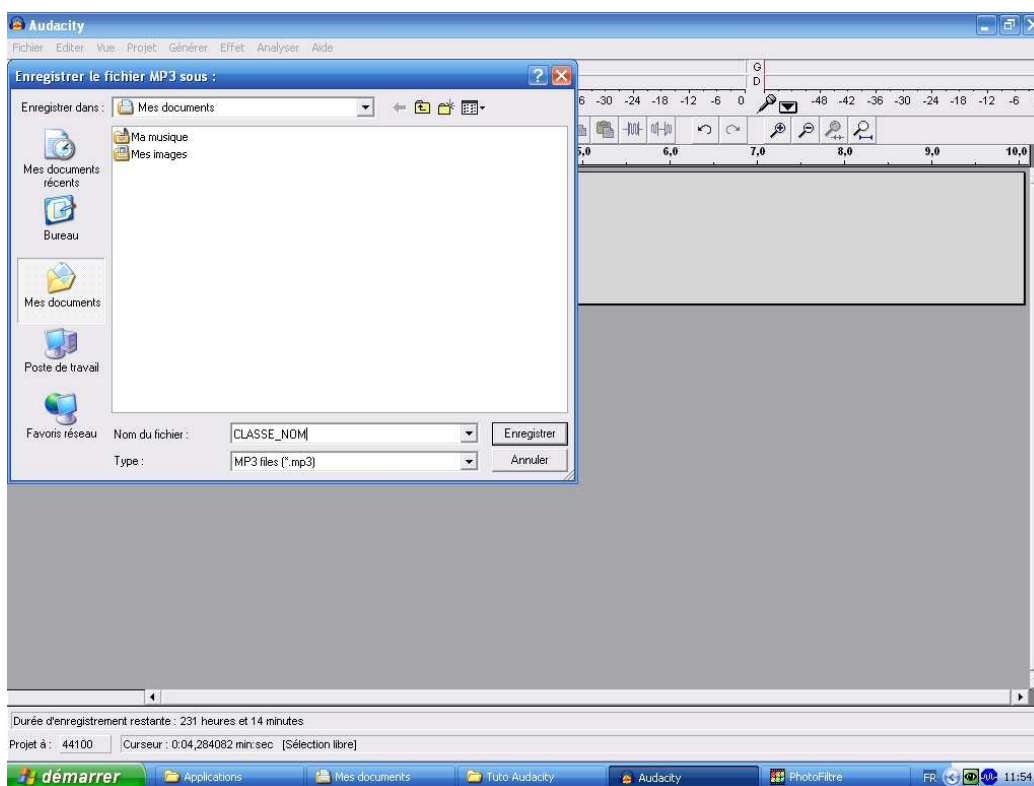 Audacity
Fichier Editer Vue Projet Générer Effet Analyser Aide
Enregistrer le fichier MP3 sous :
G
D
Enregistrer dans : Mes documents
6 -30 -24 -18 -12 -6 0
-48 -42 -36 -30 -24 -18 -12 -6
5,0 6,0 7,0 8,0 9,0 10,0
Ma musique
Mes images
Mes documents
récents
Bureau
Mes documents
Poste de travail
Favoris réseau
Nom du fichier : CLASSE_NOM Enregistrer
Type : MP3 files (*.mp3) Annuler
Durée d'enregistrement restante : 231 heures et 14 minutes
Projet à : 44100 Curseur : 0:04,284082 min:sec [Sélection libre]
démarrer Applications Mes documents Tuto Audacity Audacity PhotoFiltre FR 11:54